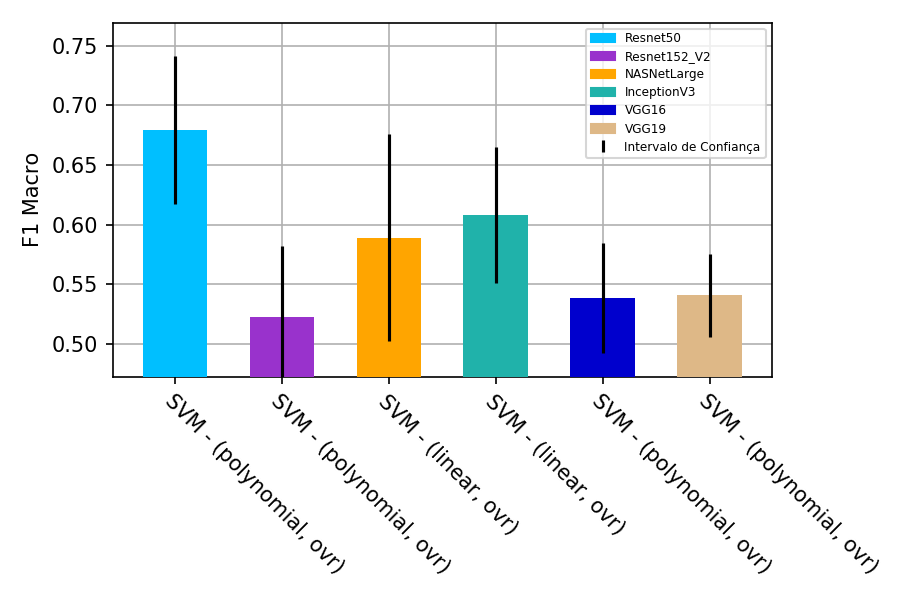 0.75
0.70
0.65
0.60
0.55
0.50
F1 Macro
Resnet50
Resnet152_V2
NASNetLarge
InceptionV3
VGG16
VGG19
Intervalo de Confiança
SVM - (polynomial, ovr)
SVM - (polynomial, ovr)
SVM - (linear, ovr)
SVM - (linear, ovr)
SVM - (polynomial, ovr)
SVM - (polynomial, ovr)